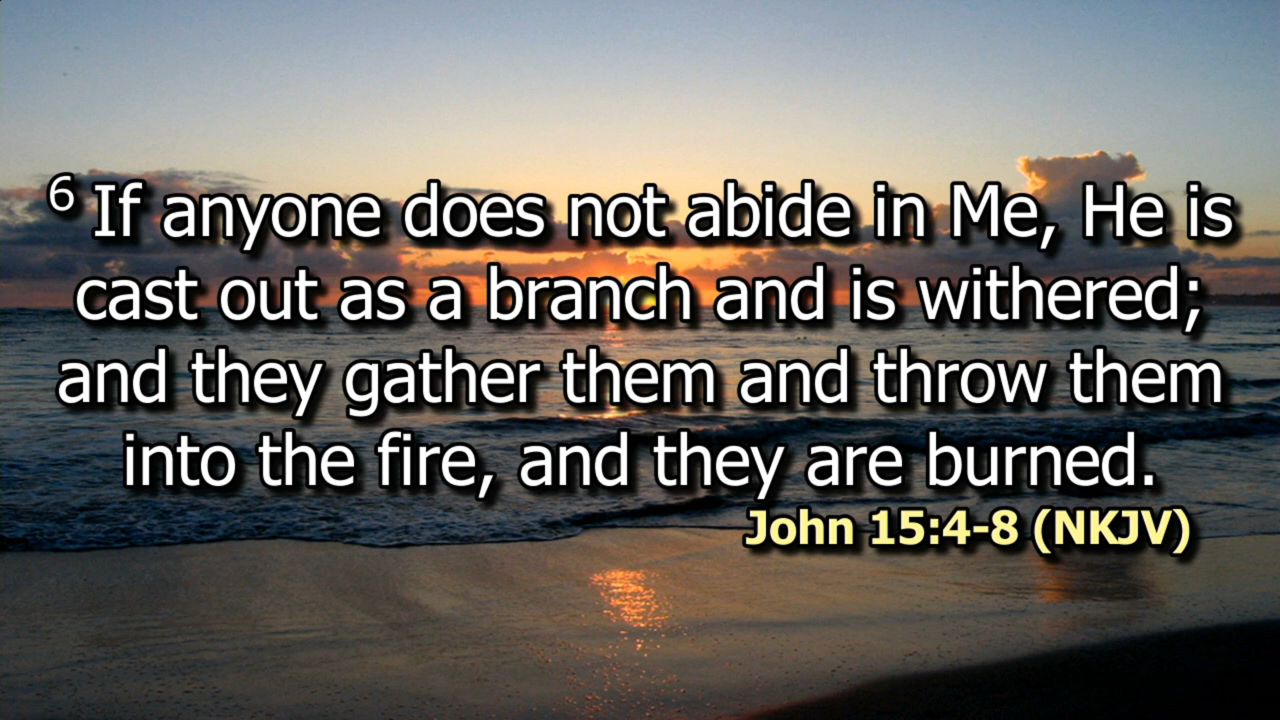 6 If anyone does not abide in Me, He is
cast out as a branch and is withered;
and they gather them and throw them
into the fire, and they are burned.
John 15:4-8 (NKJV)